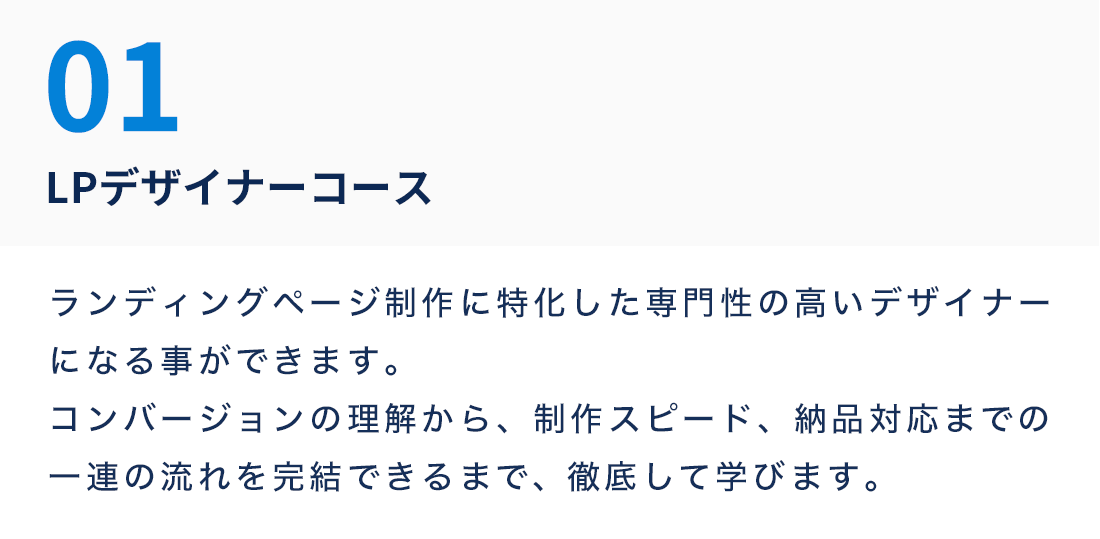 01
LPデザイナーコース
ランディングページ制作に特化した専門性の高いデザイナー
になる事ができます。
コンバージョンの理解から、制作スピード、納品対応までの
一連の流れを完結できるまで、徹底して学びます。